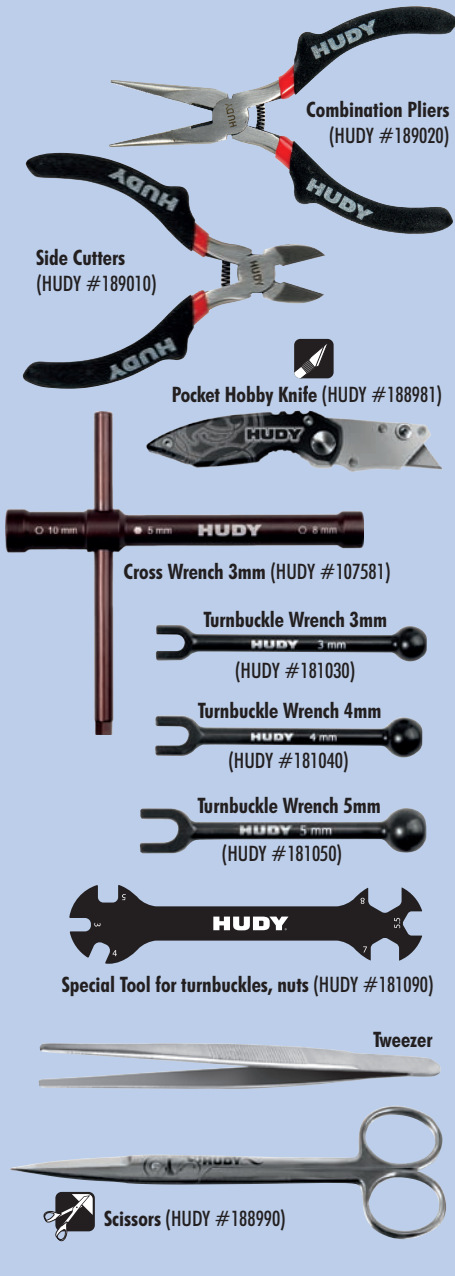 HUDY
HUDY
Combination Pliers
(HUDY #189020)
HUDY
HUDY
Side Cutters
(HUDY #189010)
HUDY
HUDY
Pocket Hobby Knife (HUDY #188981)
HUDY
10 mm 5 mm HUDY 8 mm
Cross Wrench 3mm (HUDY #107581)
Turnbuckle Wrench 3mm
HUDY 3 mm
(HUDY #181030)
Turnbuckle Wrench 4mm
HUDY 4 mm
(HUDY #181040)
Turnbuckle Wrench 5mm
HUDY 5 mm
(HUDY #181050)
5 8
3 HUDY 5.5
4 7
Special Tool for turnbuckles, nuts (HUDY #181090)
Tweezer
HUDY
Scissors (HUDY #188990)